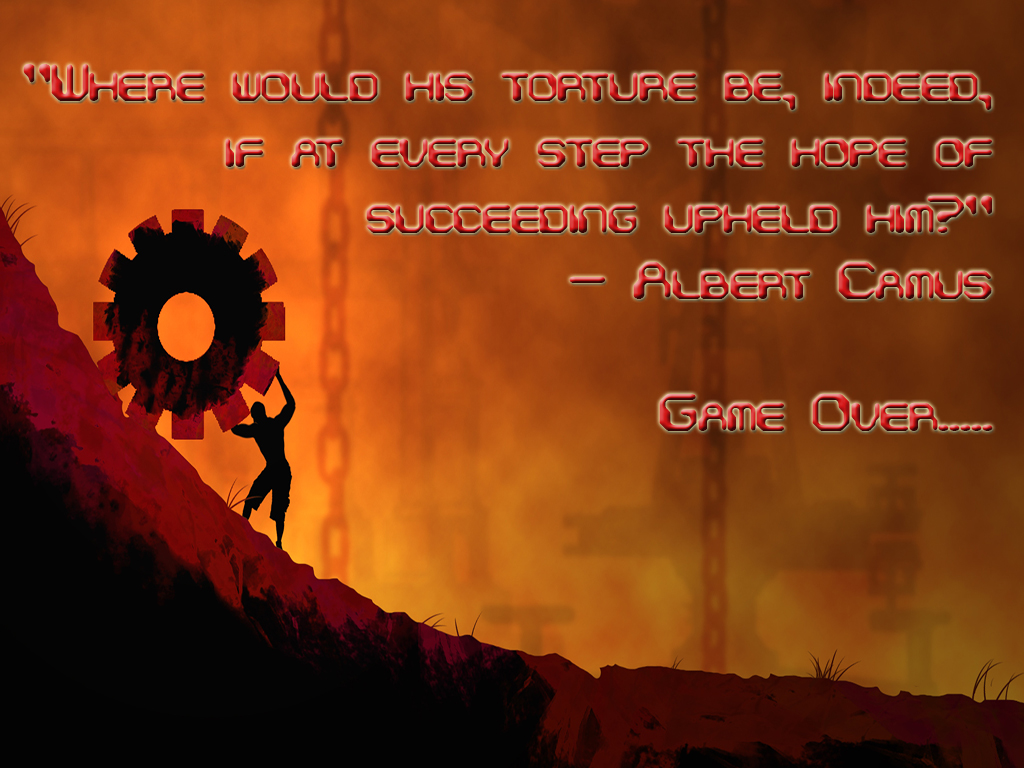 "Where would his torture be, indeed,
if at every step the hope of
succeeding upheld him?"
– Albert Camus
Game Over.....